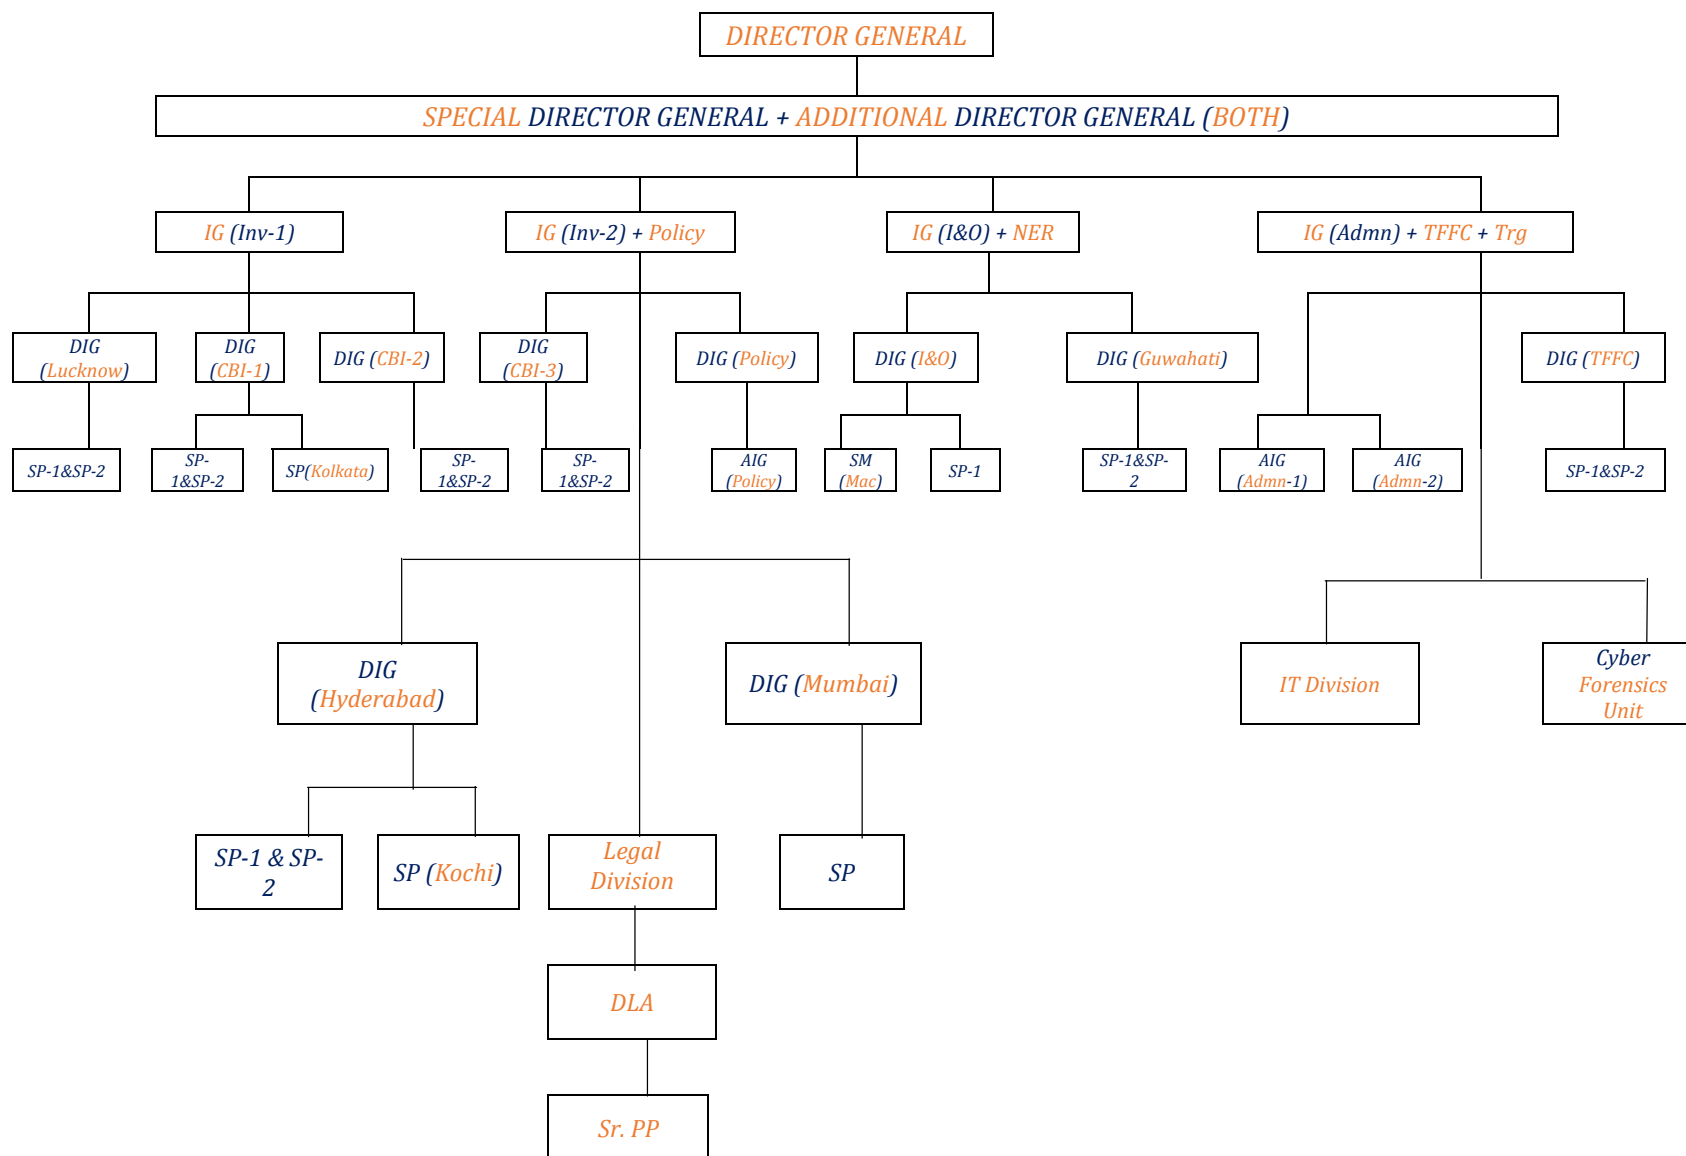 DIRECTOR GENERAL
SPECIAL DIRECTOR GENERAL + ADDITIONAL DIRECTOR GENERAL (BOTH)
IG (Inv-1)
IG (Inv-2) + Policy
IG (I&O) + NER
IG (Admn) + TFFC + Trg
DIG
(Lucknow)
DIG
(CBI-1)
DIG (CBI-2)
DIG
(CBI-3)
DIG (Policy)
DIG (I&O)
DIG (Guwahati)
DIG (TFFC)
SP-1&SP-2
SP-
1&SP-2
SP(Kolkata)
SP-
1&SP-2
SP-
1&SP-2
AIG
(Policy)
SM
(Mac)
SP-1
SP-1&SP-
2
AIG
(Admn-1)
AIG
(Admn-2)
SP-1&SP-2
DIG
(Hyderabad)
DIG (Mumbai)
IT Division
Cyber
Forensics
Unit
SP-1 & SP-
2
SP (Kochi)
Legal
Division
SP
DLA
Sr. PP